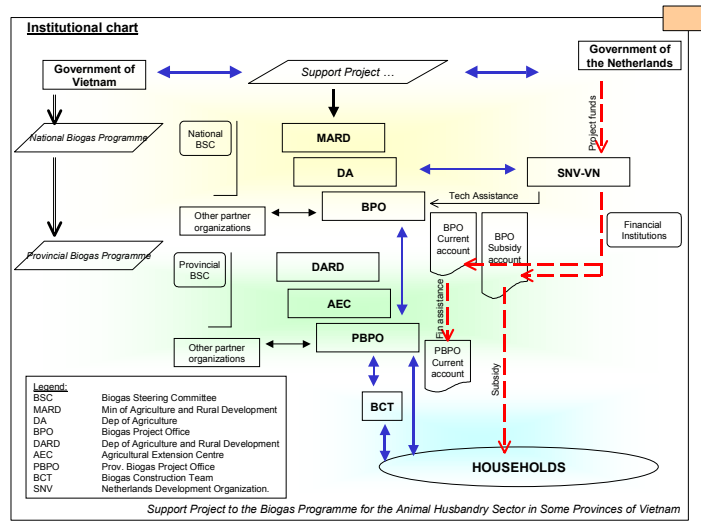 Institutional chart
Government of
Vietnam
Support Project …
Government of
the Netherlands
National Biogas Programme
National
BSC
MARD
Project funds
DA
SNV-VN
Tech Assistance
BPO
Other partner
organizations
BPO
Current
account
BPO
Subsidy
account
Financial
Institutions
Provincial Biogas Programme
Provincial
BSC
DARD
AEC
Fin assistance
PBPO
Other partner
organizations
PBPO
Current
account
Subsidy
BCT
HOUSEHOLDS
Legend:
BSC Biogas Steering Committee
MARD Min of Agriculture and Rural Development
DA Dep of Agriculture
BPO Biogas Project Office
DARD Dep of Agriculture and Rural Development
AEC Agricultural Extension Centre
PBPO Prov. Biogas Project Office
BCT Biogas Construction Team
SNV Netherlands Development Organization.
Support Project to the Biogas Programme for the Animal Husbandry Sector in Some Provinces of Vietnam